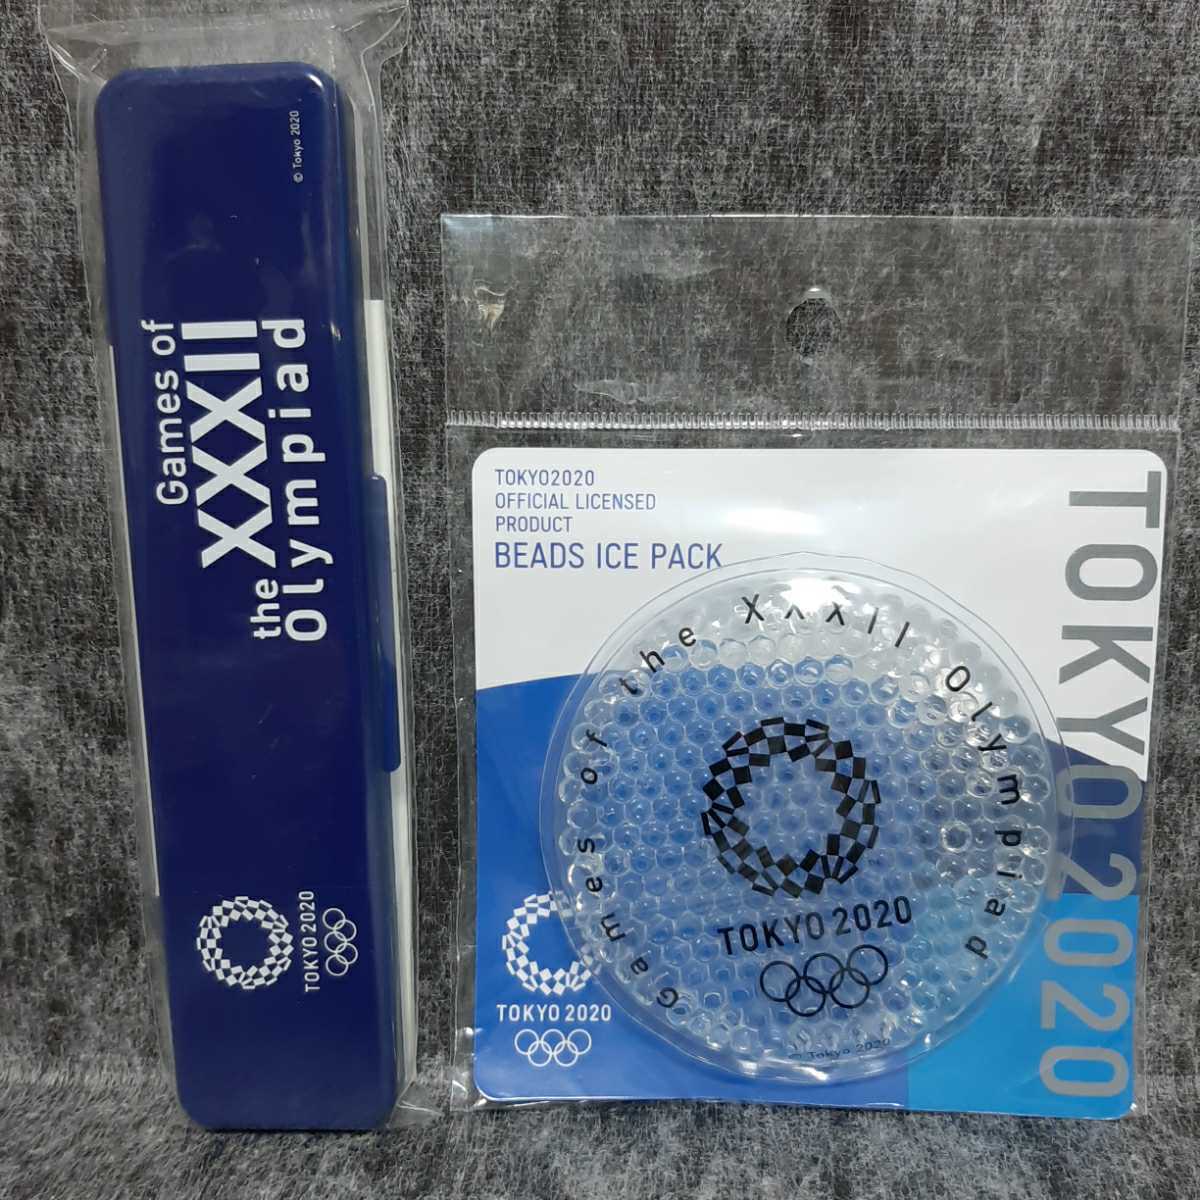 © Tokyo 2020
Games of
the XXXII
Olympiad
TOKYO 2020
TOKYO2020
OFFICIAL LICENSED
PRODUCT
BEADS ICE PACK
TOKYO2020
Games of the XXXII Olympiad
TOKYO 2020
© Tokyo 2020
TOKYO 2020